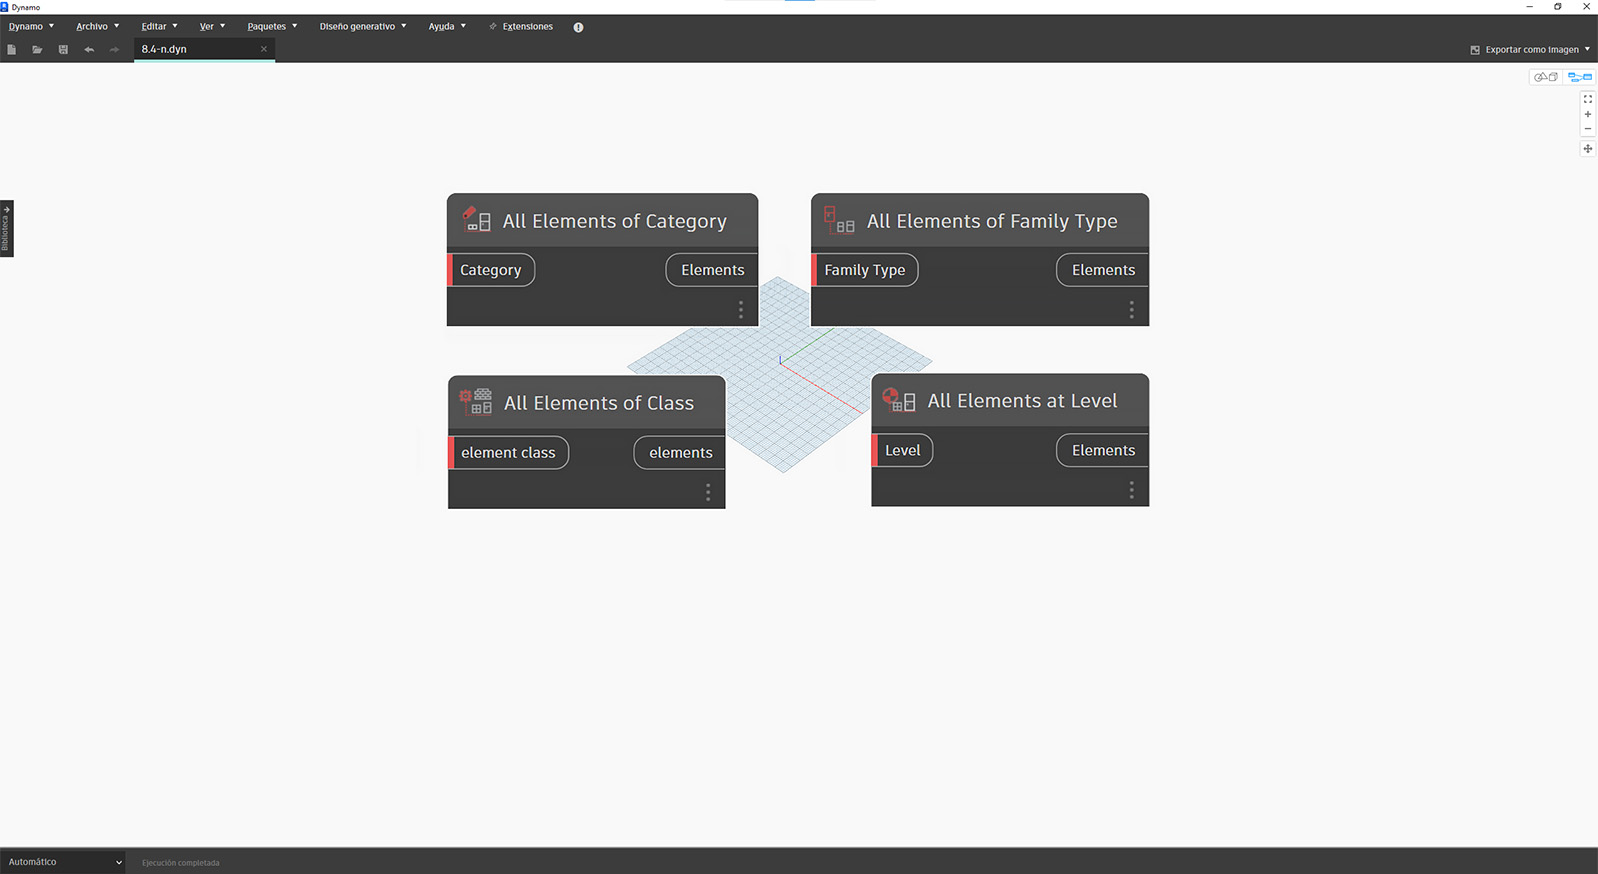 Dynamo
Dynamo Archivo Editar Ver Paquetes Diseño generativo Ayuda Extensiones
8.4-n.dyn
Exportar como Imagen
Biblioteca
All Elements of Category
Category Elements
All Elements of Family Type
Family Type Elements
All Elements of Class
element class elements
All Elements at Level
Level Elements
Automático Ejecución completada